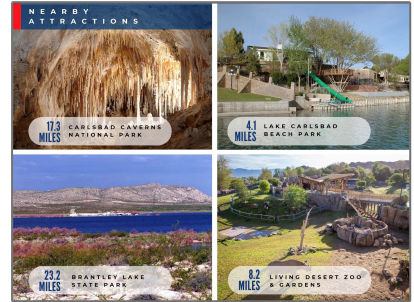 NEARBY
ATTRACTIONS
17.3
MILES
CARLSBAD CAVERNS
NATIONAL PARK
4.1
MILES
LAKE CARLSBAD
BEACH PARK
23.2
MILES
BRANTLEY LAKE
STATE PARK
8.2
MILES
LIVING DESERT ZOO
& GARDENS